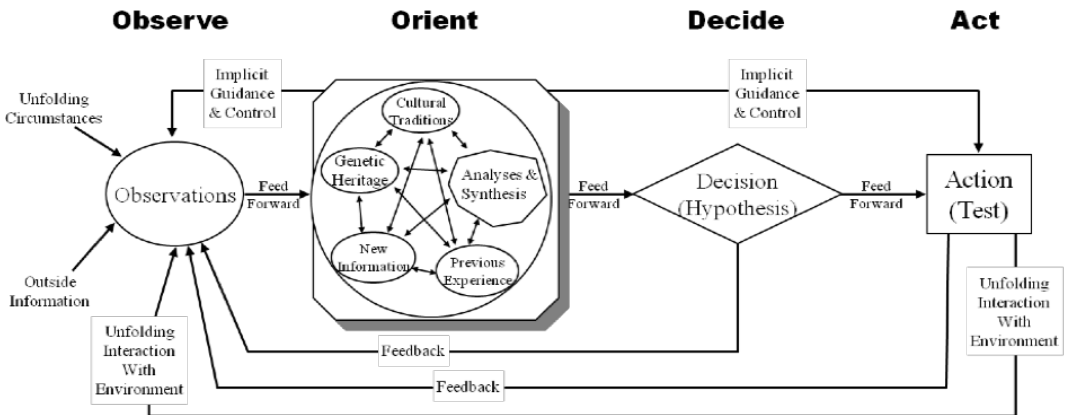 Observe
Orient
Decide
Act
Implicit
Guidance
& Control
Unfolding
Circumstances
Observations
Outside
Information
Feed
Forward
Cultural
Traditions
Genetic
Heritage
Analyses &
Synthesis
New
Information
Previous
Experience
Feed
Forward
Implicit
Guidance
& Control
Decision
(Hypothesis)
Feed
Forward
Action
(Test)
Unfolding
Interaction
With
Environment
Feedback
Feedback
Unfolding
Interaction
With
Environment